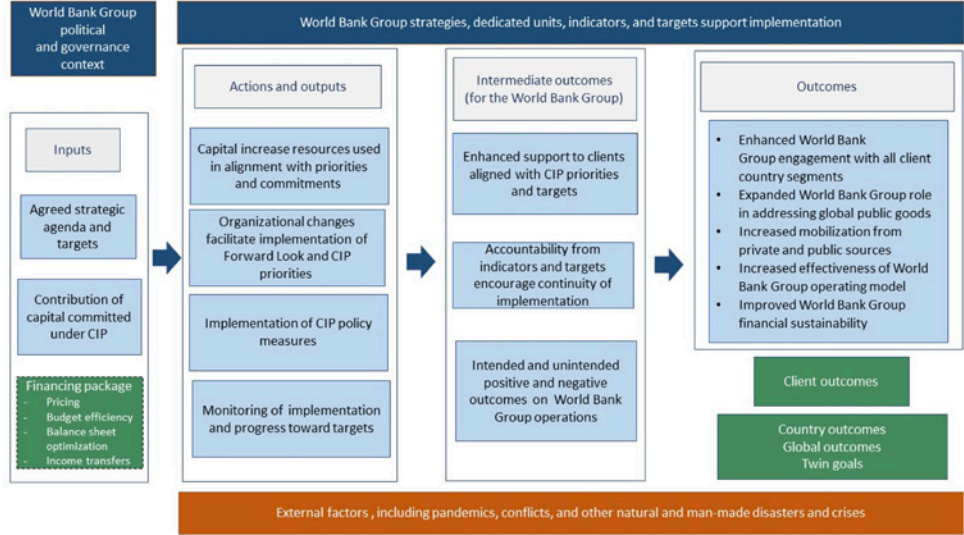 World Bank Group
political
and governance
context
World Bank Group strategies, dedicated units, indicators, and targets support implementation
Inputs
Agreed strategic
agenda and
targets
Contribution of
capital committed
under CIP
Financing package
- Pricing
- Budget efficiency
- Balance sheet
optimization
- Income transfers
Actions and outputs
Capital increase resources used
in alignment with priorities
and commitments
Organizational changes
facilitate implementation of
Forward Look and CIP
priorities
Implementation of CIP policy
measures
Monitoring of implementation
and progress toward targets
Intermediate outcomes
(for the World Bank Group)
Enhanced support to clients
aligned with CIP priorities
and targets
Accountability from
indicators and targets
encourage continuity of
implementation
Intended and unintended
positive and negative
outcomes on World Bank
Group operations
Outcomes
• Enhanced World Bank
Group engagement with all client
country segments
• Expanded World Bank Group role
in addressing global public goods
• Increased mobilization from
private and public sources
• Increased effectiveness of World
Bank Group operating model
• Improved World Bank Group
financial sustainability
Client outcomes
Country outcomes
Global outcomes
Twin goals
External factors , including pandemics, conflicts, and other natural and man-made disasters and crises